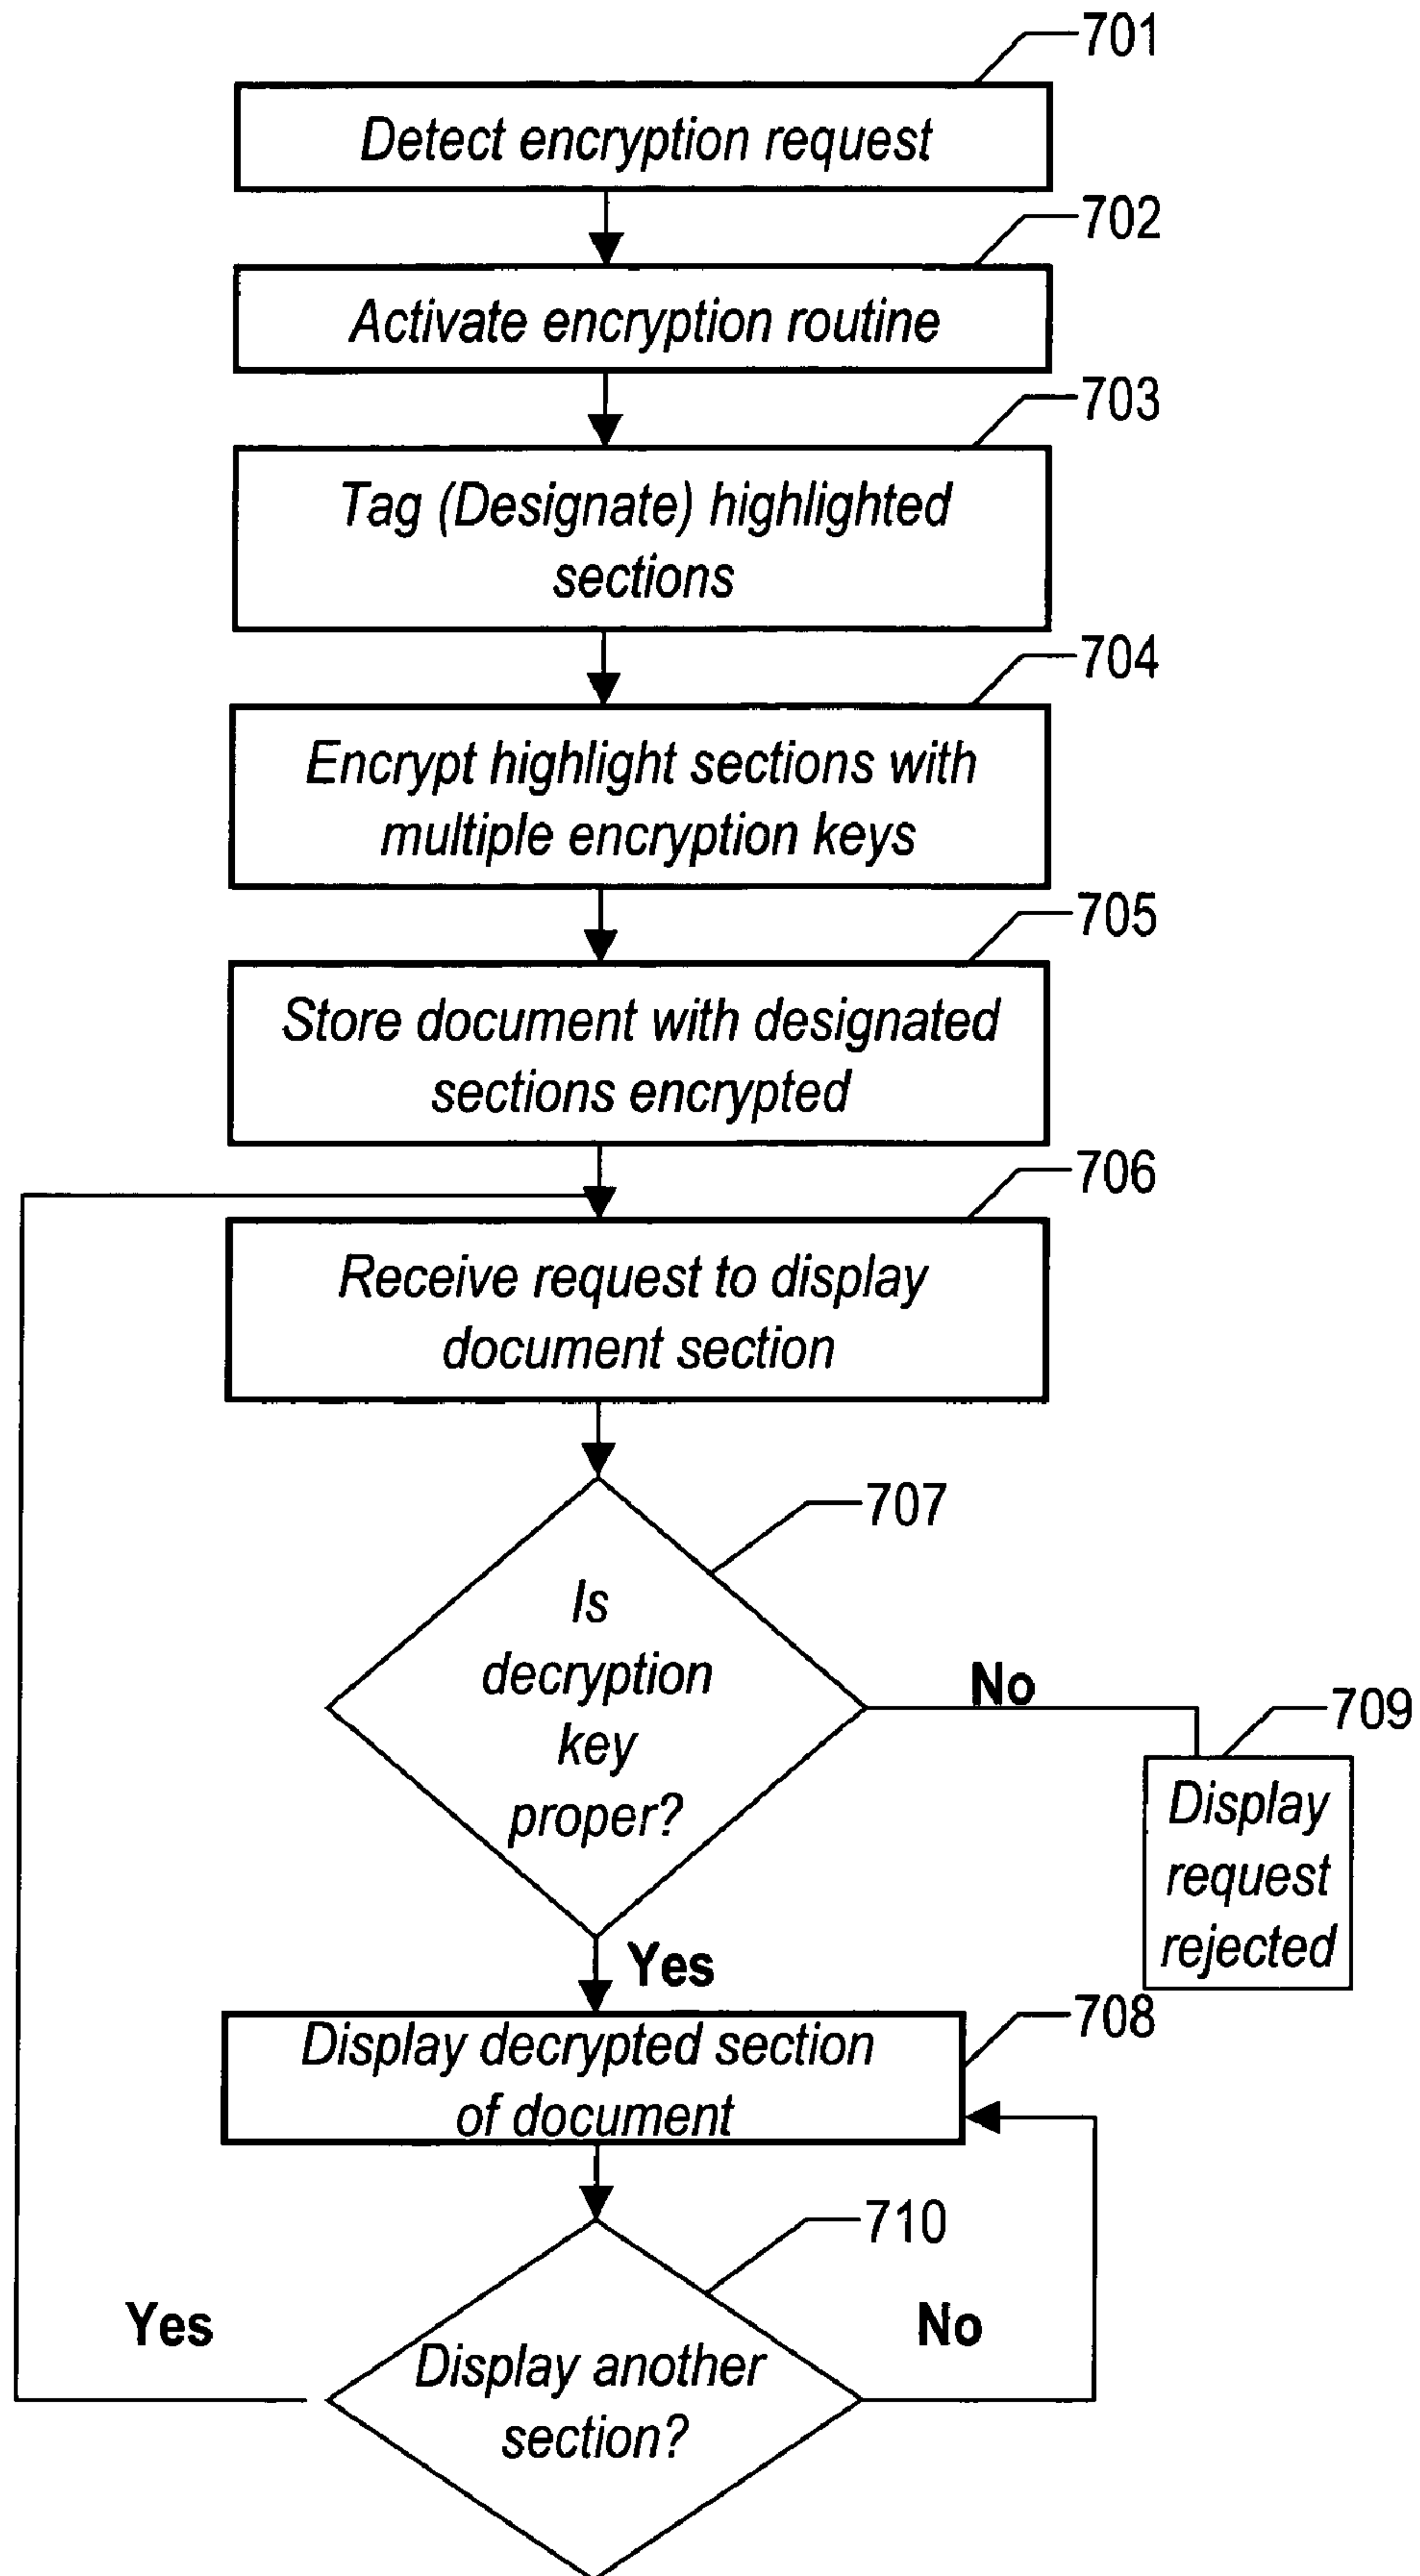 701
Detect encryption request
702
Activate encryption routine
703
Tag (Designate) highlighted
sections
704
Encrypt highlight sections with
multiple encryption keys
705
Store document with designated
sections encrypted
706
Receive request to display
document section
707
Is
decryption
key
proper?
No
709
Display
request
rejected
Yes
708
Display decrypted section
of document
710
Yes
No
Display another
section?